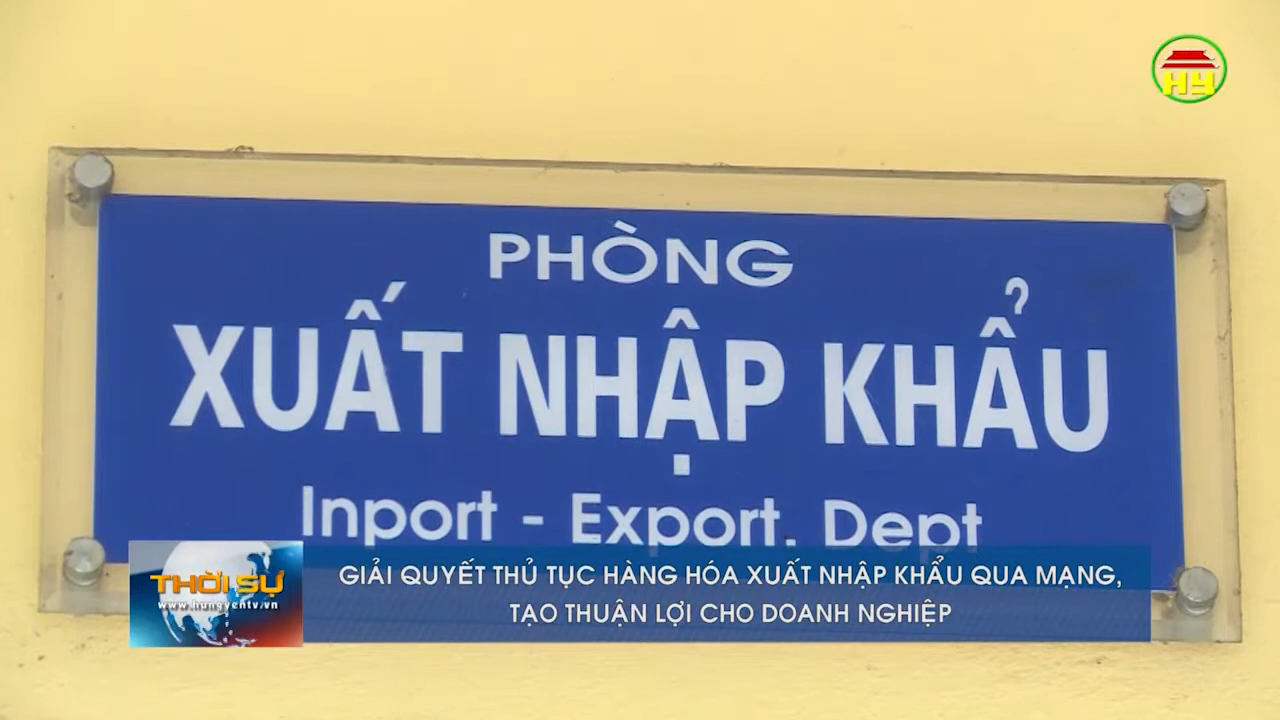 HY
PHÒNG
XUẤT NHẬP KHẨU
Inport - Export. Dept
THỜI SỰ
www.hungyentv.vn
GIẢI QUYẾT THỦ TỤC HÀNG HÓA XUẤT NHẬP KHẨU QUA MẠNG,
TẠO THUẬN LỢI CHO DOANH NGHIỆP